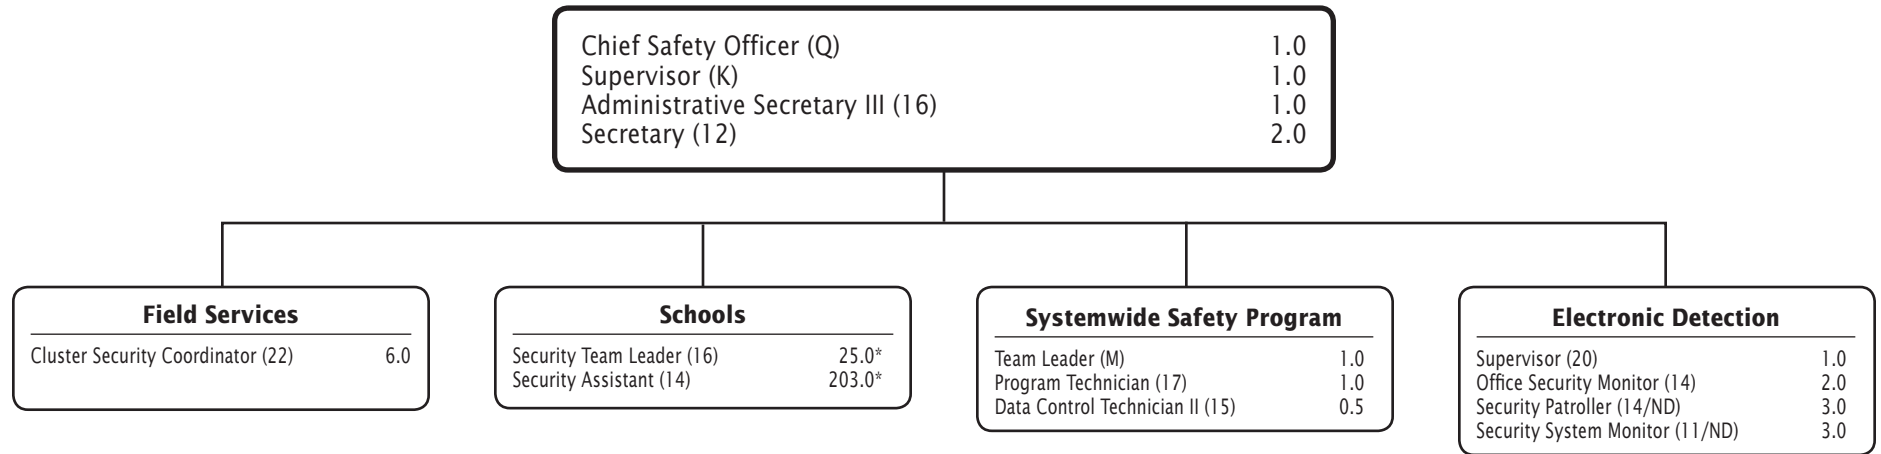 Chief Safety Officer (Q) 1.0
Supervisor (K) 1.0
Administrative Secretary III (16) 1.0
Secretary (12) 2.0
Field Services
Cluster Security Coordinator (22) 6.0
Schools
Security Team Leader (16) 25.0*
Security Assistant (14) 203.0*
Systemwide Safety Program
Team Leader (M) 1.0
Program Technician (17) 1.0
Data Control Technician II (15) 0.5
Electronic Detection
Supervisor (20) 1.0
Office Security Monitor (14) 2.0
Security Patroller (14/ND) 3.0
Security System Monitor (11/ND) 3.0